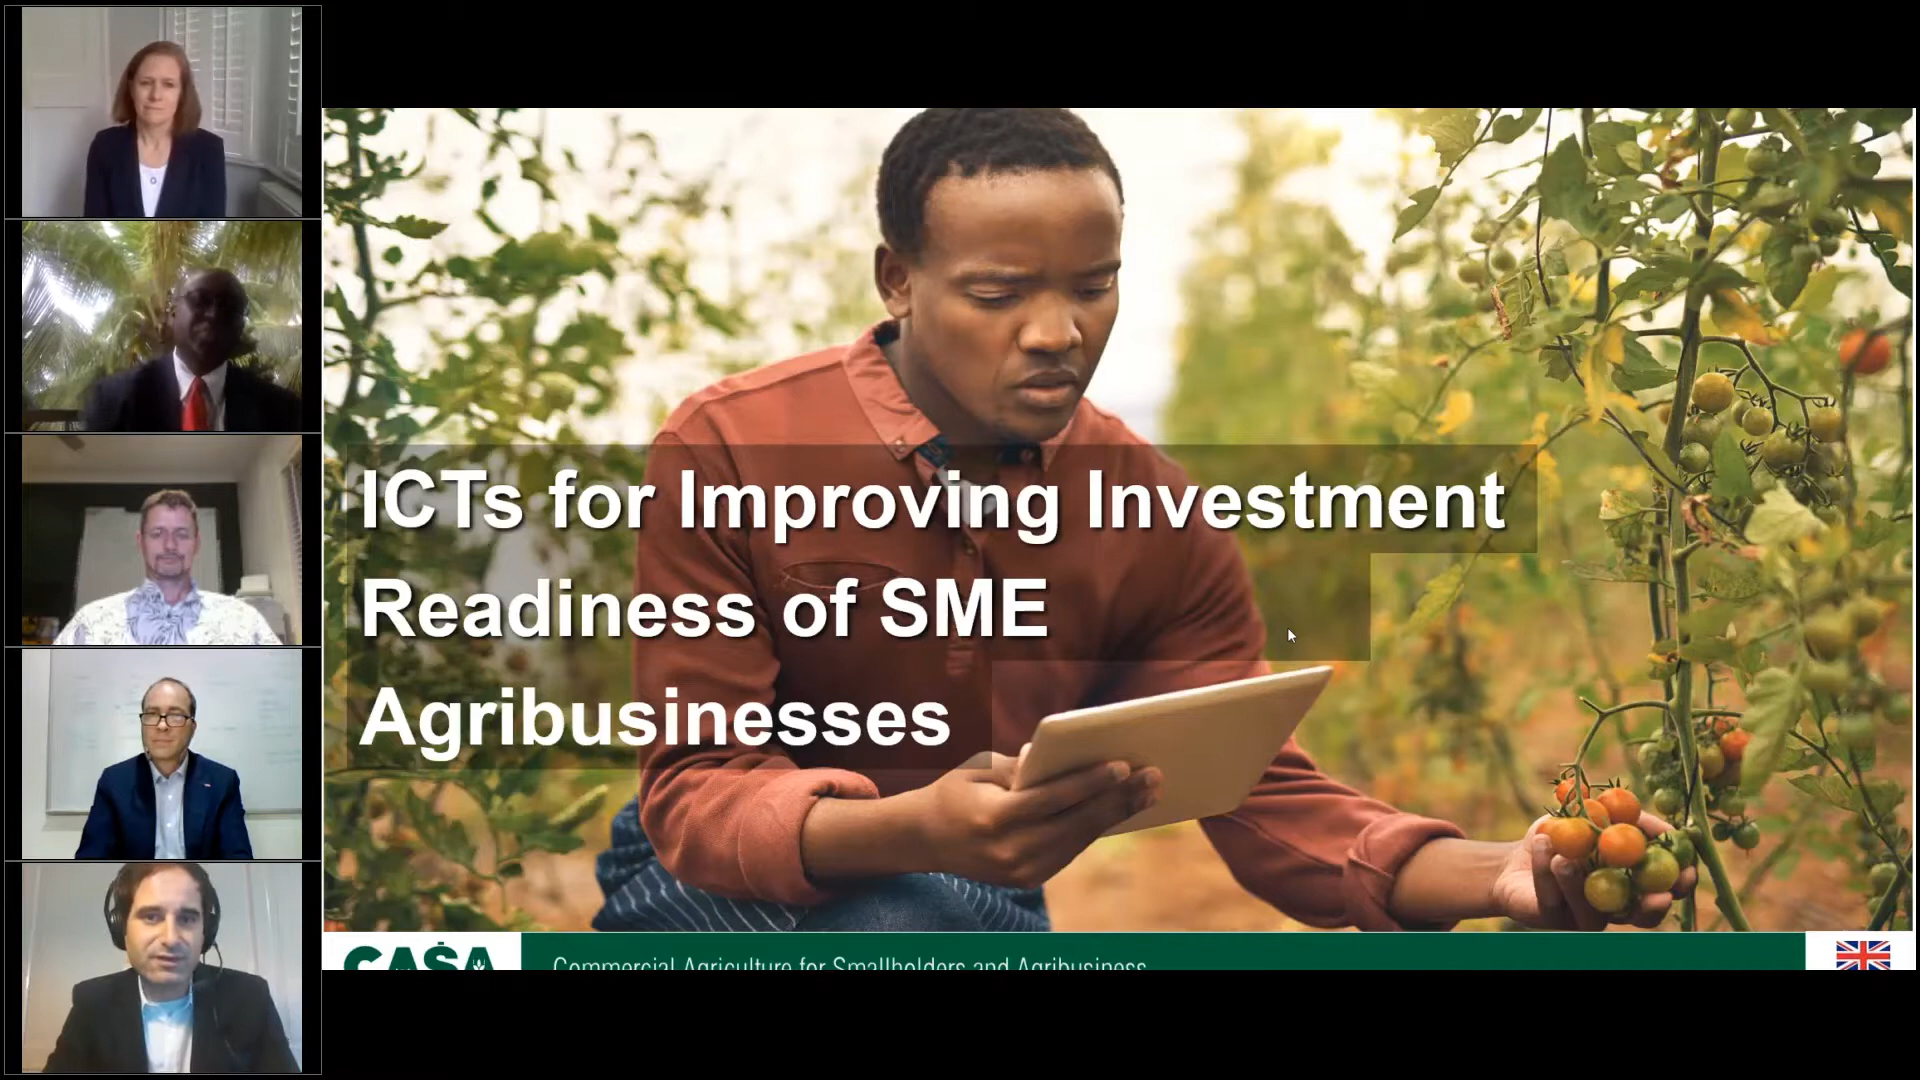 ICTs for Improving Investment
Readiness of SME
Agribusinesses
CASA
Commercial Agriculture for Smallholders and Agribusiness